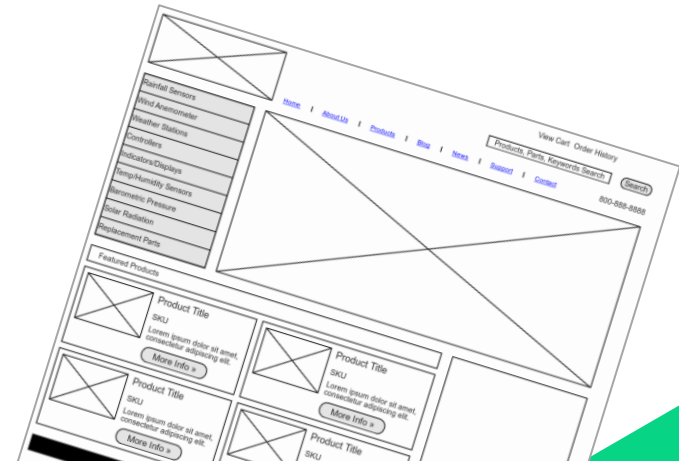 View Cart Order History
Products, Parts, Keywords Search
Search
800-888-8888
Home | About Us | Products | Blog | News | Support | Contact
Rainfall Sensors
Wind Anemometer
Weather Stations
Controllers
Indicators/Displays
Temp/Humidity Sensors
Barometric Pressure
Solar Radiation
Replacement Parts
Featured Products
Product Title
SKU
Lorem ipsum dolor sit amet,
consectetur adipiscing elit.
More Info »
Product Title
SKU
Lorem ipsum dolor sit amet,
consectetur adipiscing elit.
More Info »
Product Title
SKU
Lorem ipsum dolor sit amet,
consectetur adipiscing elit.
More Info »
Product Title
SKU